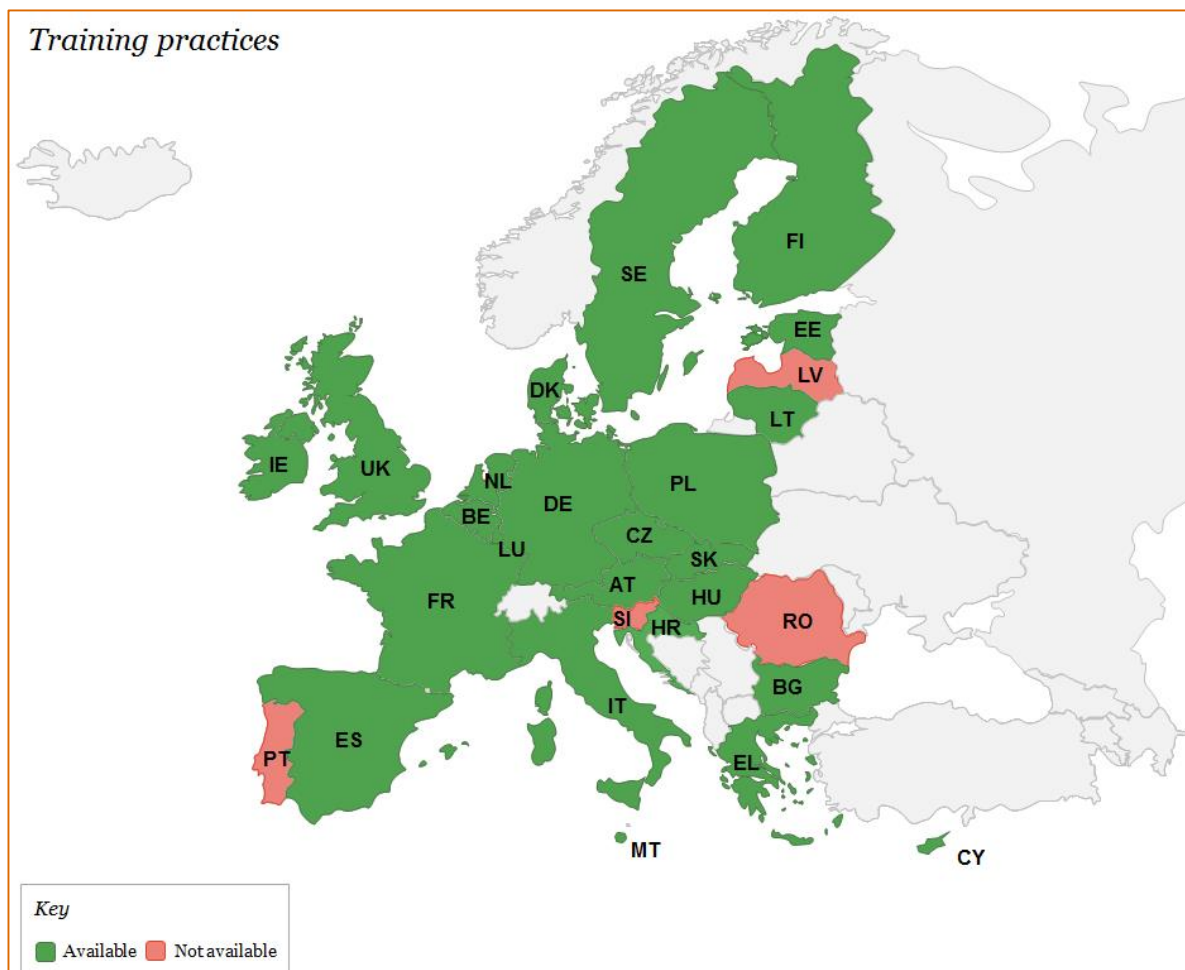 Training practices
FI
SE
EE
LV
DK
LT
IE
UK
NL
PL
DE
BE
CZ
LU
SK
AT
HU
FR
SI
HR
RO
BG
IT
ES
PT
EL
MT
CY
Key
Available
Not available